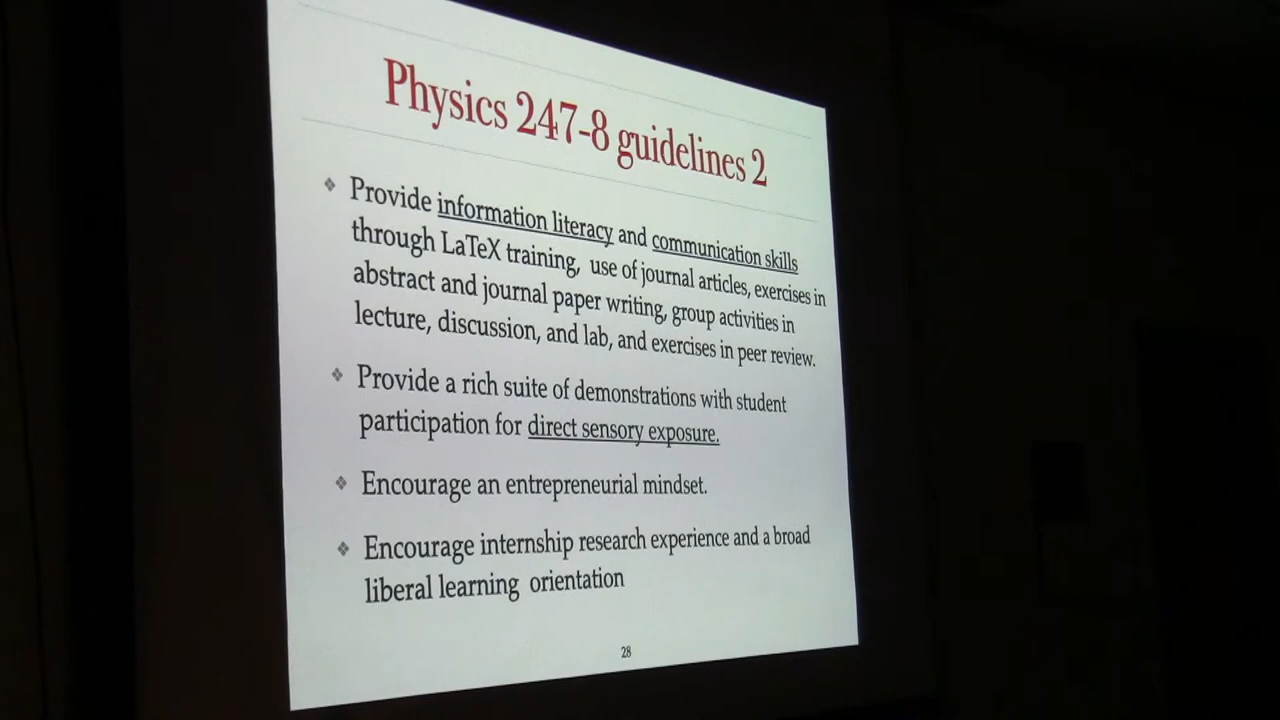 Physics 247-8 guidelines 2
❖ Provide information literacy and communication skills
through LaTeX training, use of journal articles, exercises in
abstract and journal paper writing, group activities in
lecture, discussion, and lab, and exercises in peer review.
❖ Provide a rich suite of demonstrations with student
participation for direct sensory exposure.
❖ Encourage an entrepreneurial mindset.
❖ Encourage internship research experience and a broad
liberal learning orientation
28